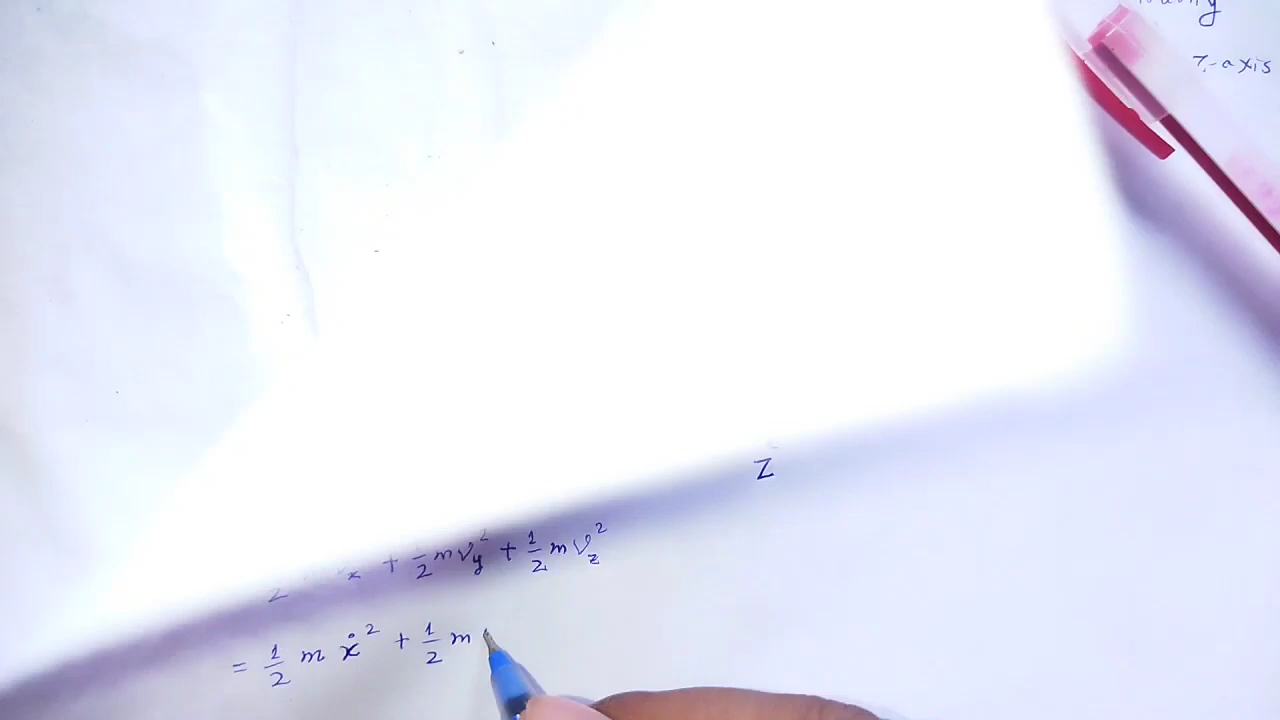 z-axis
Z
+ 1/2 m v_y^2 + 1/2 m v_z^2
= 1/2 m ẋ^2 + 1/2 m